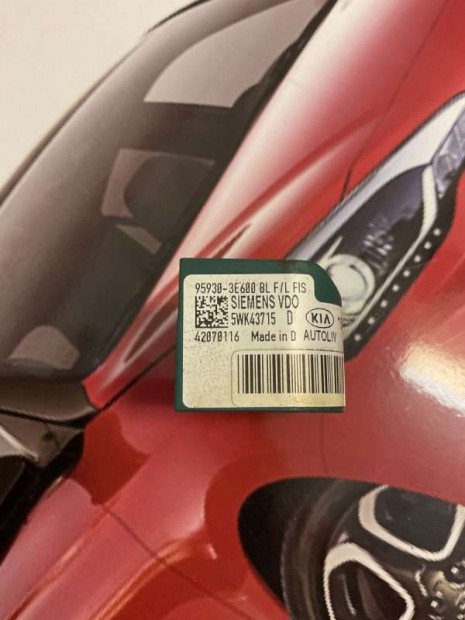 95930-3E600 BL F/L FIS
SIEMENS VDO
5WK43715 D KIA
42070116 Made in D AUTOLIV